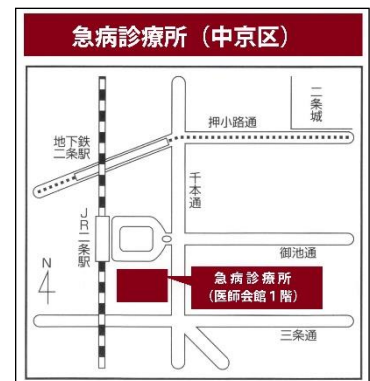 急病診療所（中京区）
二条城
押小路通
地下鉄
二条駅
千本通
JR二条駅
御池通
N
急病診療所
（医師会館１階）
三条通